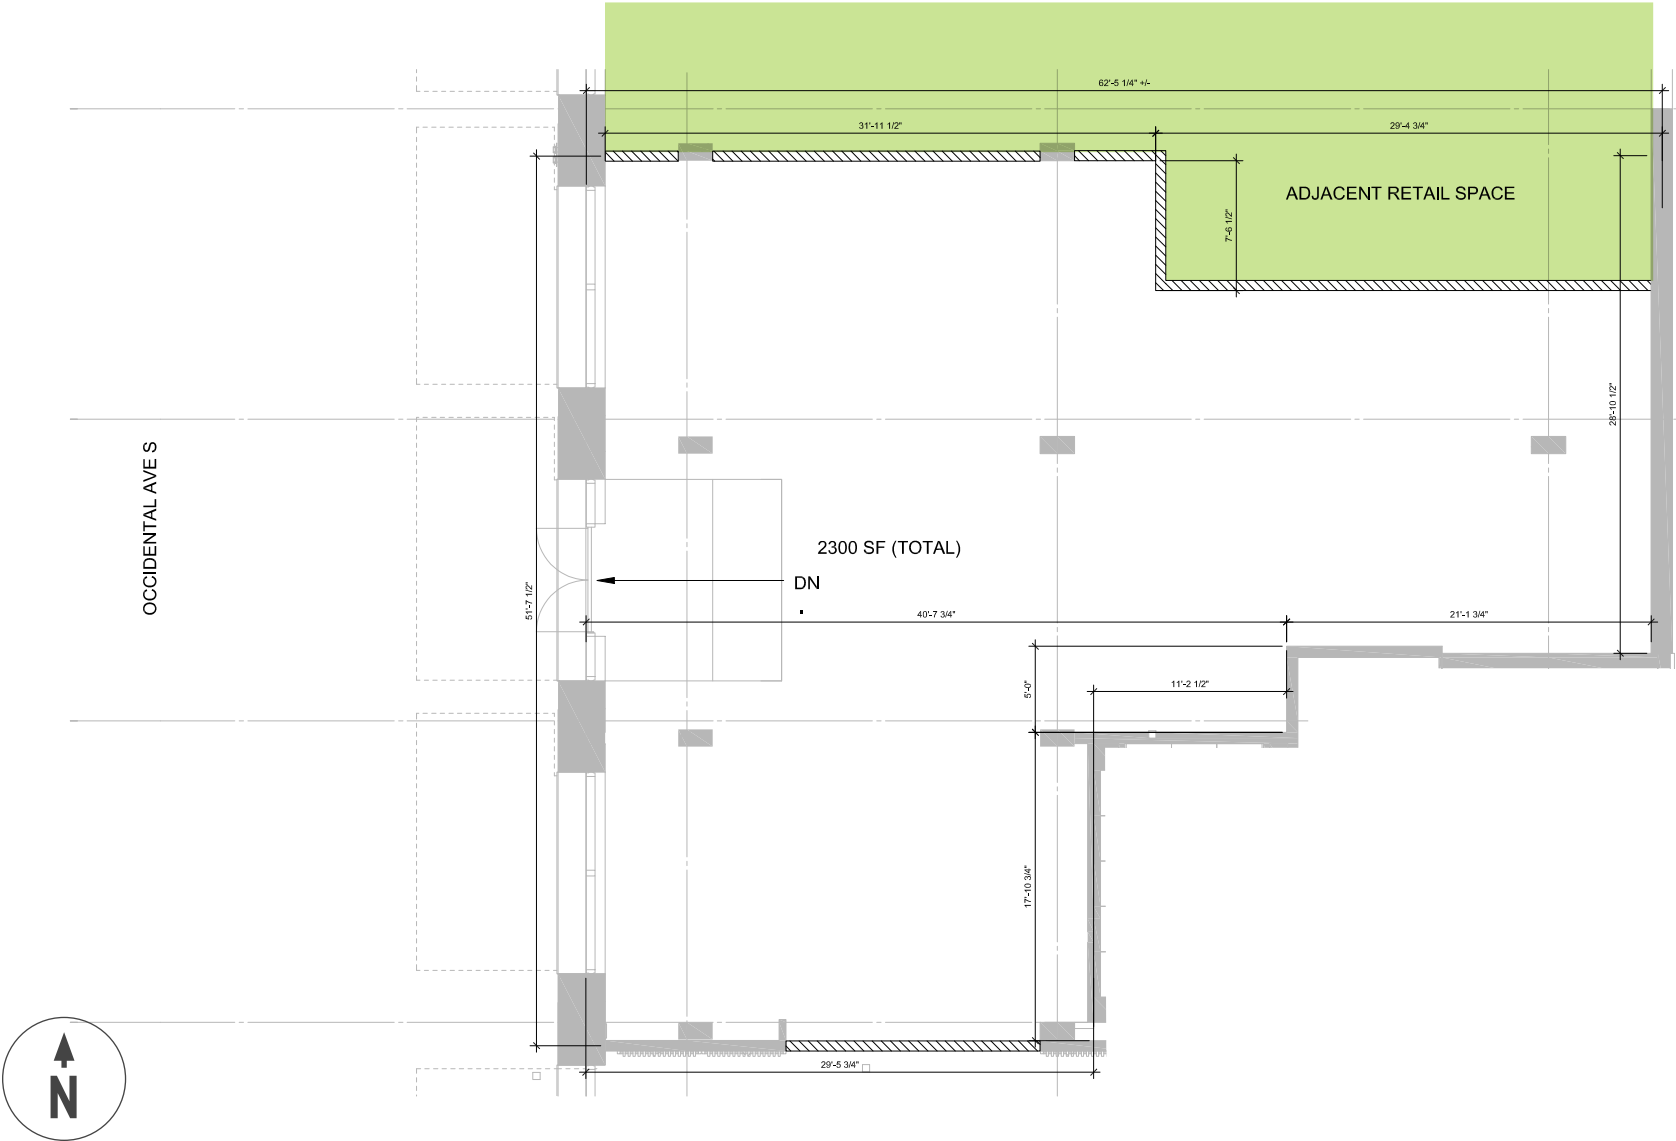 62'-5 1/4" +/-
31'-11 1/2"
29'-4 3/4"
ADJACENT RETAIL SPACE
7'-6 1/2"
28'-10 1/2"
OCCIDENTAL AVE S
2300 SF (TOTAL)
DN
51'-7 1/2"
40'-7 3/4"
21'-1 3/4"
5'-0"
11'-2 1/2"
17'-10 3/4"
29'-5 3/4"
N